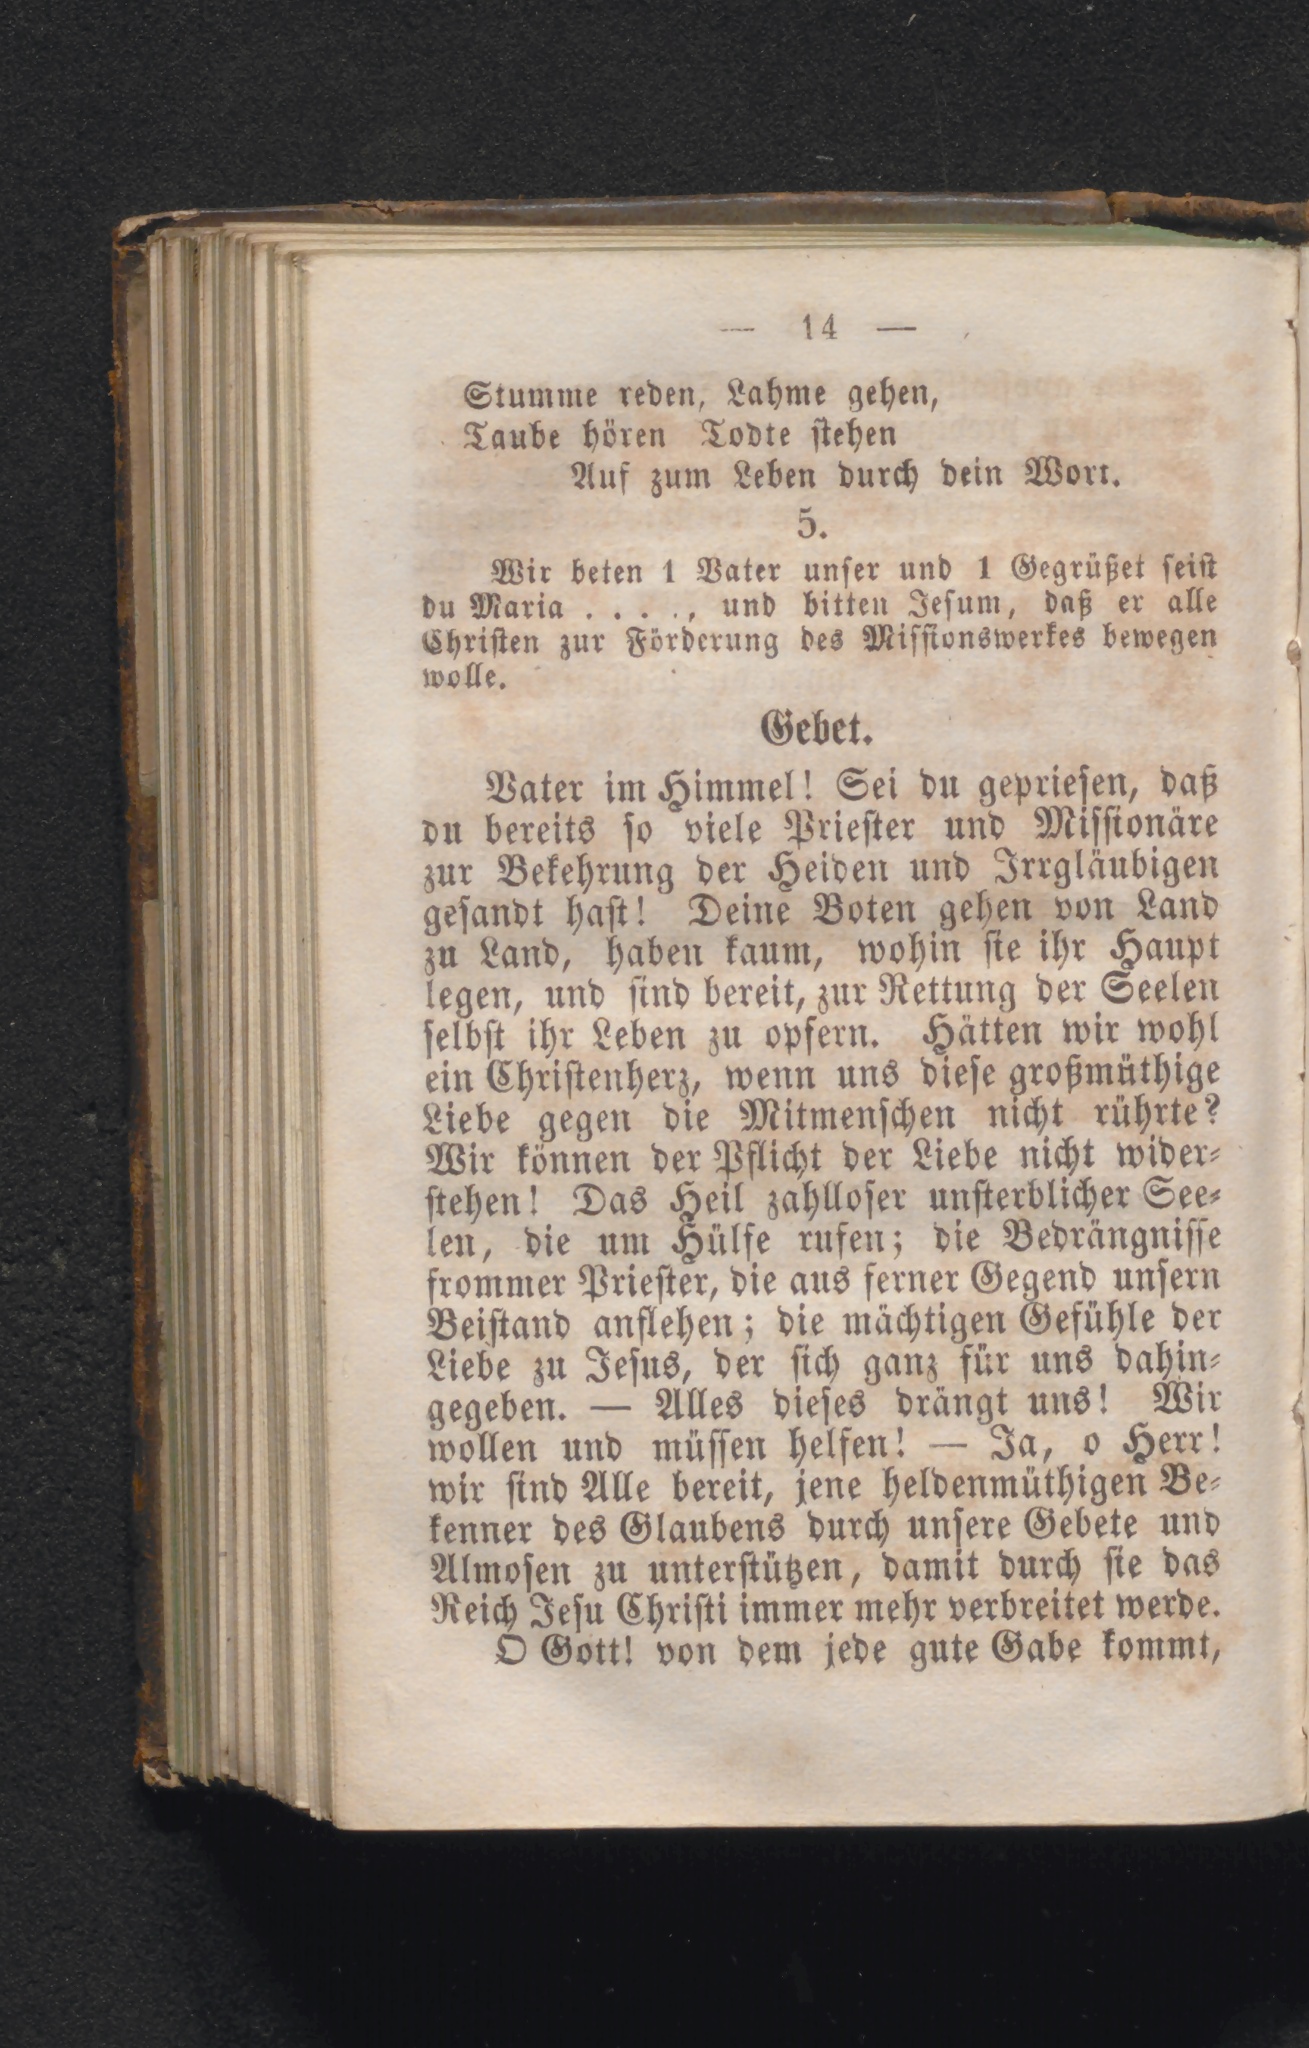 — 14 —
Stumme reden, Lahme gehen,
Taube hören Todte stehen
Auf zum Leben durch dein Wort.
5.
Wir beten 1 Vater unser und 1 Gegrüßet seist
du Maria . . . ., und bitten Jesum, daß er alle
Christen zur Förderung des Missionswerkes bewegen
wolle.
Gebet.
Vater im Himmel! Sei du gepriesen, daß
du bereits so viele Priester und Missionäre
zur Bekehrung der Heiden und Irrgläubigen
gesandt hast! Deine Boten gehen von Land
zu Land, haben kaum, wohin sie ihr Haupt
legen, und sind bereit, zur Rettung der Seelen
selbst ihr Leben zu opfern. Hätten wir wohl
ein Christenherz, wenn uns diese großmüthige
Liebe gegen die Mitmenschen nicht rührte?
Wir können der Pflicht der Liebe nicht wider-
stehen! Das Heil zahlloser unsterblicher See-
len, die um Hülfe rufen; die Bedrängnisse
frommer Priester, die aus ferner Gegend unsern
Beistand anflehen; die mächtigen Gefühle der
Liebe zu Jesus, der sich ganz für uns dahin-
gegeben. — Alles dieses drängt uns! Wir
wollen und müssen helfen! — Ja, o Herr!
wir sind Alle bereit, jene heldenmüthigen Be-
kenner des Glaubens durch unsere Gebete und
Almosen zu unterstützen, damit durch sie das
Reich Jesu Christi immer mehr verbreitet werde.
O Gott! von dem jede gute Gabe kommt,